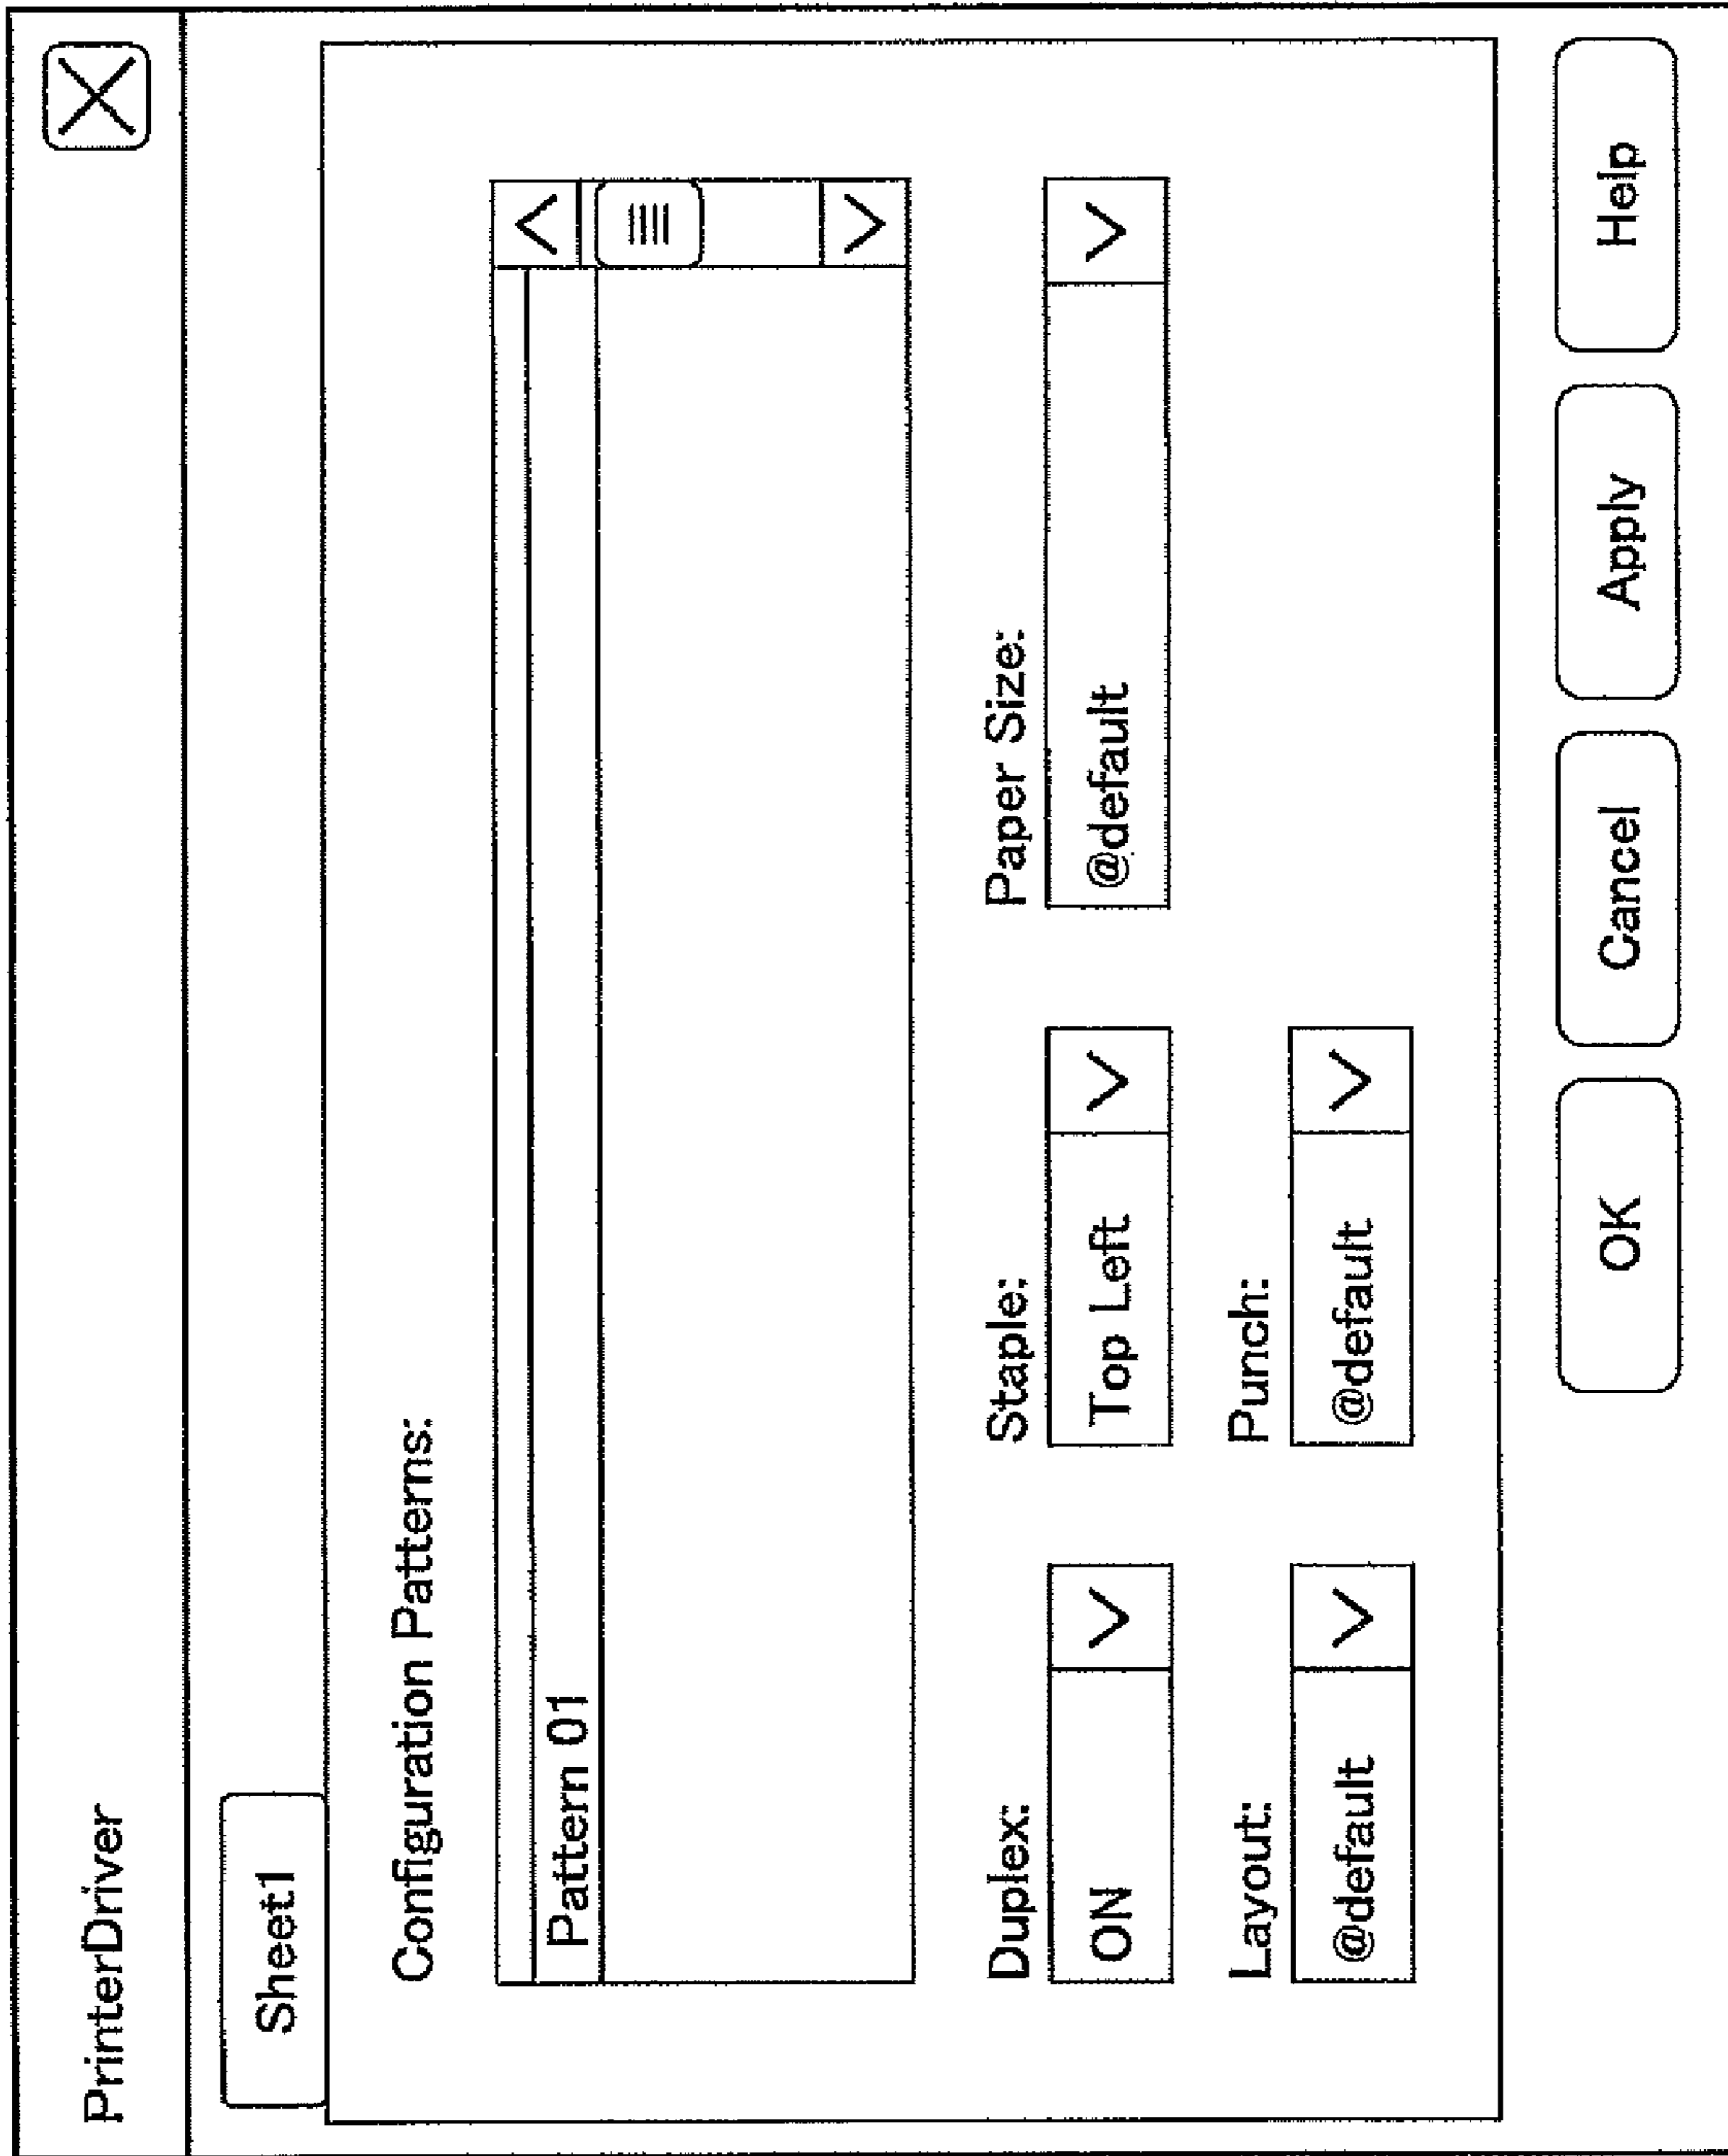 PrinterDriver
Sheet1
Configuration Patterns:
Pattern 01
Duplex: Staple: Paper Size:
ON Top Left @default
Layout: Punch:
@default @default
OK Cancel Apply Help